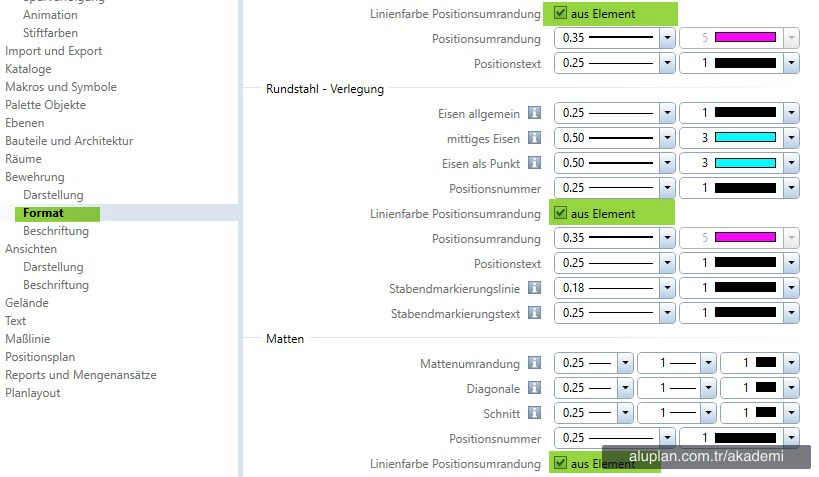 Animation
Stiftfarben
Import und Export
Kataloge
Makros und Symbole
Palette Objekte
Ebenen
Bauteile und Architektur
Räume
Bewehrung
Darstellung
Format
Beschriftung
Ansichten
Darstellung
Beschriftung
Gelände
Text
Maßlinie
Positionsplan
Reports und Mengenansätze
Planlayout
Linienfarbe Positionsumrandung aus Element
Positionsumrandung 0.35 5
Positionstext 0.25 1
Rundstahl - Verlegung
Eisen allgemein i 0.25 1
mittiges Eisen i 0.50 3
Eisen als Punkt i 0.50 3
Positionsnummer 0.25 1
Linienfarbe Positionsumrandung aus Element
Positionsumrandung 0.35 5
Positionstext 0.25 1
Stabendmarkierungslinie i 0.18 1
Stabendmarkierungstext i 0.25 1
Matten
Mattenumrandung i 0.25 1 1
Diagonale i 0.25 1 1
Schnitt i 0.25 1 1
Positionsnummer 0.25 1
Linienfarbe Positionsumrandung aus Element
aluplan.com.tr/akademi